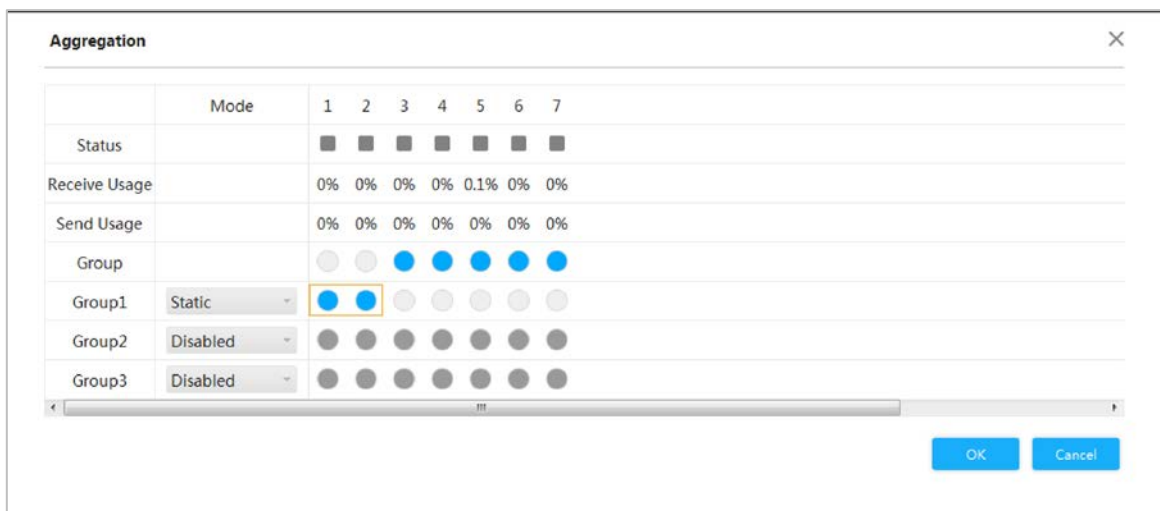 Aggregation
Mode 1 2 3 4 5 6 7
Status
Receive Usage 0% 0% 0% 0% 0.1% 0% 0%
Send Usage 0% 0% 0% 0% 0% 0% 0%
Group
Group1 Static
Group2 Disabled
Group3 Disabled
OK Cancel